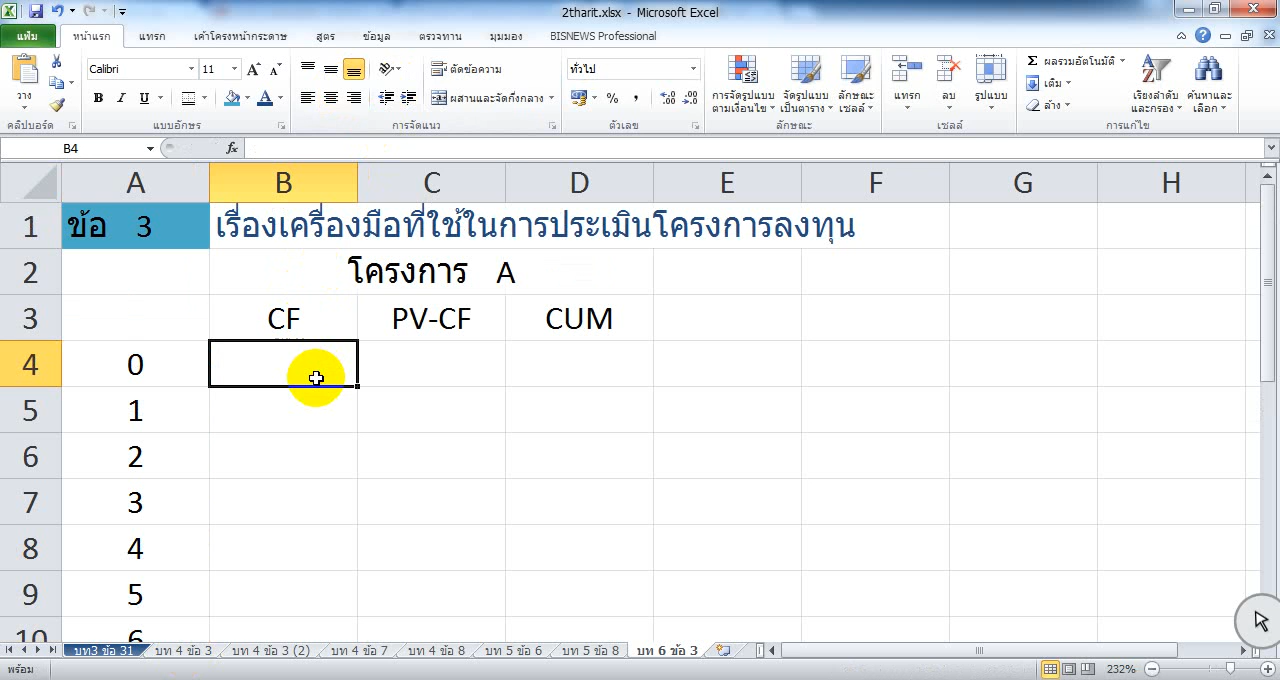 2tharit.xlsx - Microsoft Excel
แฟ้ม หน้าแรก แทรก เค้าโครงหน้ากระดาษ สูตร ข้อมูล ตรวจทาน มุมมอง BISNEWS Professional
วาง
คลิปบอร์ด
Calibri 11
B I U
แบบอักษร
ตัดข้อความ
ผสานและจัดกึ่งกลาง
การจัดแนว
ทั่วไป
ตัวเลข
การจัดรูปแบบ ตามเงื่อนไข
จัดรูปแบบ เป็นตาราง
ลักษณะ เซลล์
ลักษณะ
แทรก ลบ รูปแบบ
เซลล์
Σ ผลรวมอัตโนมัติ
เติม
ล้าง
เรียงลำดับ และกรอง
ค้นหาและ เลือก
การแก้ไข
B4 fx
A B C D E F G H
1 ข้อ 3 เรื่องเครื่องมือที่ใช้ในการประเมินโครงการลงทุน
2 โครงการ A
3 CF PV-CF CUM
4 0
5 1
6 2
7 3
8 4
9 5
10 6
บท3 ข้อ 31 บท 4 ข้อ 3 บท 4 ข้อ 3 (2) บท 4 ข้อ 7 บท 4 ข้อ 8 บท 5 ข้อ 6 บท 5 ข้อ 8 บท 6 ข้อ 3
พร้อม 232%